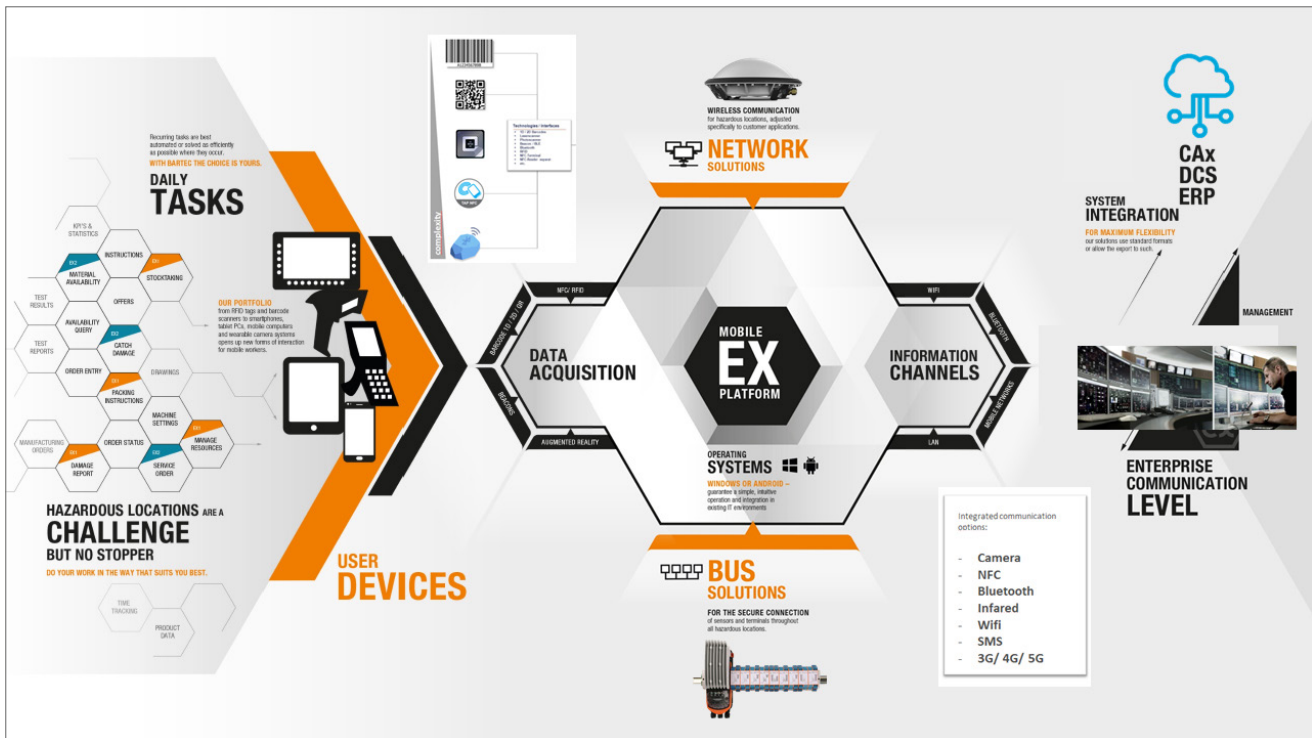 Recurring tasks are best
automated or solved as efficiently
as possible where they occur.
WITH BARTEC THE CHOICE IS YOURS.
DAILY
TASKS
KPI'S &
STATISTICS
INSTRUCTIONS
MATERIAL
AVAILABILITY
STOCKTAKING
TEST
RESULTS
OFFERS
AVAILABILITY
QUERY
CATCH
DAMAGE
TEST
REPORTS
ORDER ENTRY
DRAWINGS
PACKING
INSTRUCTIONS
MACHINE
SETTINGS
MANUFACTURING
ORDERS
ORDER STATUS
MANAGE
RESOURCES
DAMAGE
REPORT
SERVICE
ORDER
HAZARDOUS LOCATIONS ARE A
CHALLENGE
BUT NO STOPPER
DO YOUR WORK IN THE WAY THAT SUITS YOU BEST.
TIME
TRACKING
PRODUCT
DATA
OUR PORTFOLIO
from RFID tags and barcode
scanners to smartphones,
tablet PCs, mobile computers
and wearable camera systems
opens up new forms of interaction
for mobile workers.
USER
DEVICES
complexity
Technologies / Interfaces
WIRELESS COMMUNICATION
for hazardous locations, adjusted
specifically to customer applications.
NETWORK
SOLUTIONS
NFC/ RFID
BARCODE 1D / 2D / QR
DATA
ACQUISITION
BEACONS
AUGMENTED REALITY
MOBILE
EX
PLATFORM
OPERATING
SYSTEMS
WINDOWS OR ANDROID –
guarantee a simple, intuitive
operation and integration in
existing IT environments
BUS
SOLUTIONS
FOR THE SECURE CONNECTION
of sensors and terminals throughout
all hazardous locations.
WIFI
BLUETOOTH
INFORMATION
CHANNELS
MOBILE NETWORKS
LAN
Integrated communication
options:
- Camera
- NFC
- Bluetooth
- Infared
- Wifi
- SMS
- 3G/ 4G/ 5G
CAx
DCS
ERP
SYSTEM
INTEGRATION
FOR MAXIMUM FLEXIBILITY
our solutions use standard formats
or allow the export to such.
MANAGEMENT
ENTERPRISE
COMMUNICATION
LEVEL